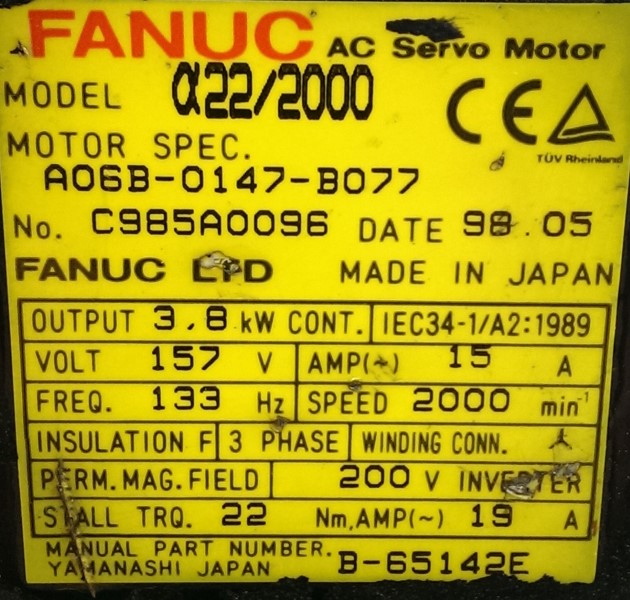 FANUC AC Servo Motor
MODEL α22/2000
CE
TÜV Rheinland
MOTOR SPEC.
A06B-0147-B077
No. C985A0096 DATE 98.05
FANUC LTD MADE IN JAPAN
OUTPUT 3.8 kW CONT. IEC34-1/A2:1989
VOLT 157 V AMP(~) 15 A
FREQ. 133 Hz SPEED 2000 min⁻¹
INSULATION F 3 PHASE WINDING CONN.
PERM.MAG.FIELD 200 V INVERTER
STALL TRQ. 22 Nm,AMP(~) 19 A
MANUAL PART NUMBER.
YAMANASHI JAPAN B-65142E